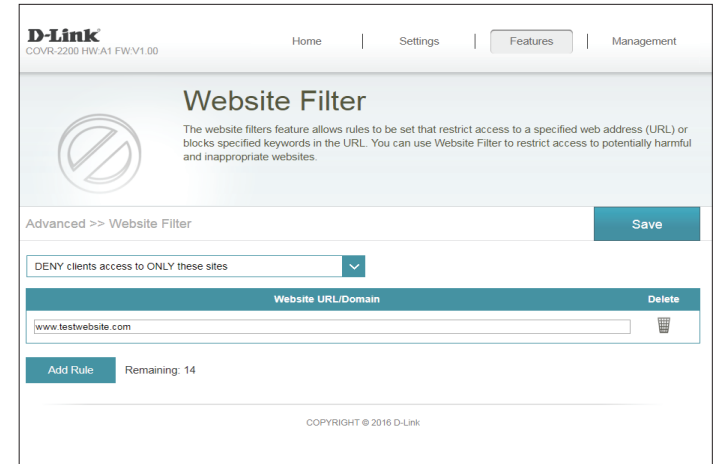 D-Link
COVR-2200 HW:A1 FW:V1.00
Home | Settings | Features | Management
Website Filter
The website filters feature allows rules to be set that restrict access to a specified web address (URL) or
blocks specified keywords in the URL. You can use Website Filter to restrict access to potentially harmful
and inappropriate websites.
Advanced >> Website Filter Save
DENY clients access to ONLY these sites
Website URL/Domain Delete
www.testwebsite.com
Add Rule Remaining: 14
COPYRIGHT © 2016 D-Link